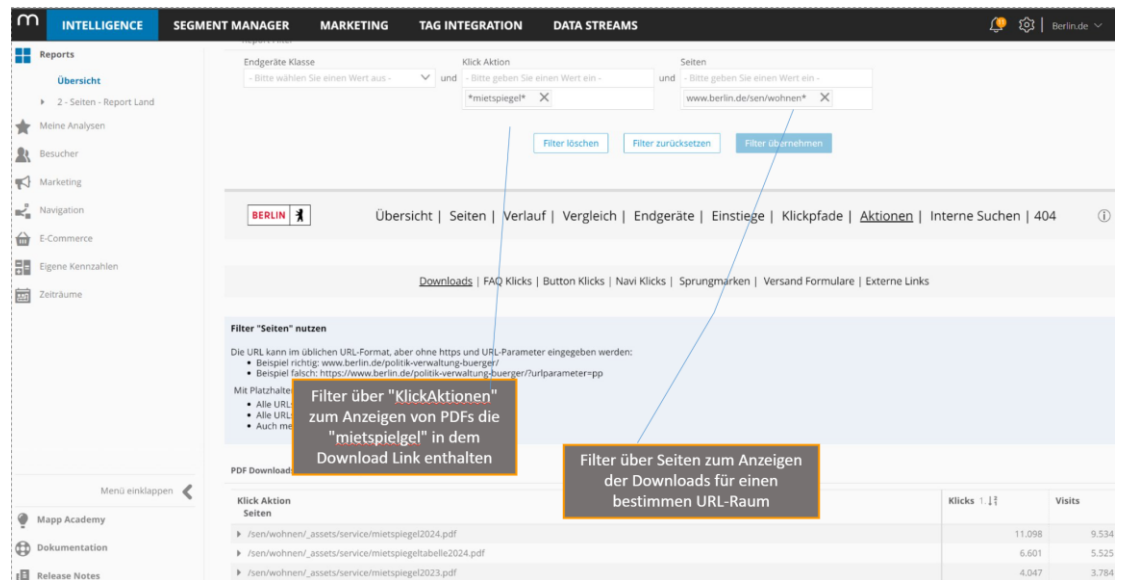 INTELLIGENCE SEGMENT MANAGER MARKETING TAG INTEGRATION DATA STREAMS Berlin.de
Reports
Übersicht
2 - Seiten - Report Land
Meine Analysen
Besucher
Marketing
Navigation
E-Commerce
Eigene Kennzahlen
Zeiträume
Menü einklappen
Mapp Academy
Dokumentation
Release Notes
Endgeräte Klasse Klick Aktion Seiten
- Bitte wählen Sie einen Wert aus - und - Bitte geben Sie einen Wert ein - und - Bitte geben Sie einen Wert ein -
*mietspiegel* www.berlin.de/sen/wohnen*
Filter löschen Filter zurücksetzen Filter übernehmen
BERLIN Übersicht | Seiten | Verlauf | Vergleich | Endgeräte | Einstiege | Klickpfade | Aktionen | Interne Suchen | 404
Downloads | FAQ Klicks | Button Klicks | Navi Klicks | Sprungmarken | Versand Formulare | Externe Links
Filter "Seiten" nutzen
Die URL kann im üblichen URL-Format, aber ohne https und URL-Parameter eingegeben werden:
• Beispiel richtig: www.berlin.de/politik-verwaltung-buerger/
• Beispiel falsch: https://www.berlin.de/politik-verwaltung-buerger/?urlparameter=pp
Mit
• Alle
• Alle
• Auch
Filter über "KlickAktionen"
zum Anzeigen von PDFs die
"mietspielgel" in dem
Download Link enthalten
Filter über Seiten zum Anzeigen
der Downloads für einen
bestimmen URL-Raum
PDF
Klick Aktion Klicks 1. Visits
Seiten
/sen/wohnen/_assets/service/mietspiegel2024.pdf 11.098 9.534
/sen/wohnen/_assets/service/mietspiegeltabelle2024.pdf 6.601 5.525
/sen/wohnen/_assets/service/mietspiegel2023.pdf 4.047 3.784